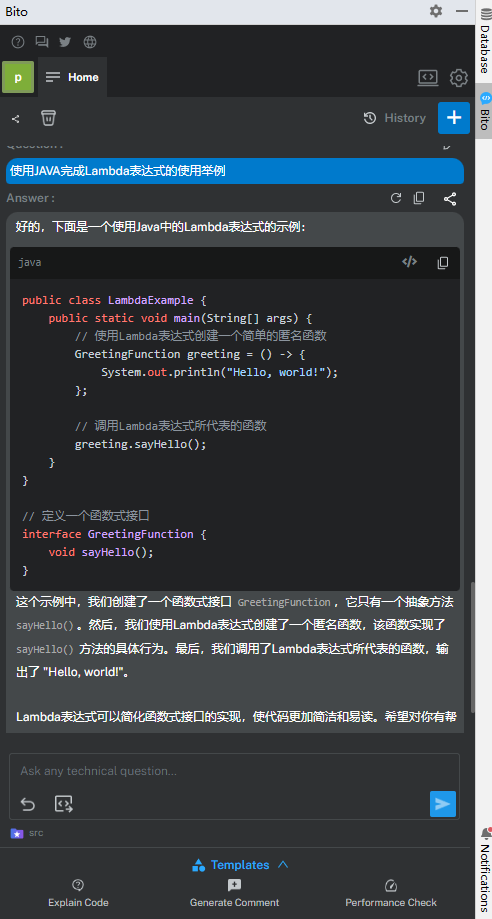 Bito
Database
Bito
p
Home
History
Question :
使用JAVA完成Lambda表达式的使用举例
Answer :
好的，下面是一个使用Java中的Lambda表达式的示例：
java
public class LambdaExample {
public static void main(String[] args) {
// 使用Lambda表达式创建一个简单的匿名函数
GreetingFunction greeting = () -> {
System.out.println("Hello, world!");
};
// 调用Lambda表达式所代表的函数
greeting.sayHello();
}
}
// 定义一个函数式接口
interface GreetingFunction {
void sayHello();
}
这个示例中，我们创建了一个函数式接口 GreetingFunction，它只有一个抽象方法
sayHello()。然后，我们使用Lambda表达式创建了一个匿名函数，该函数实现了
sayHello() 方法的具体行为。最后，我们调用了Lambda表达式所代表的函数，输
出了 "Hello, world!"。
Lambda表达式可以简化函数式接口的实现，使代码更加简洁和易读。希望对你有帮
Ask any technical question...
src
Templates
Explain Code
Generate Comment
Performance Check
Notifications